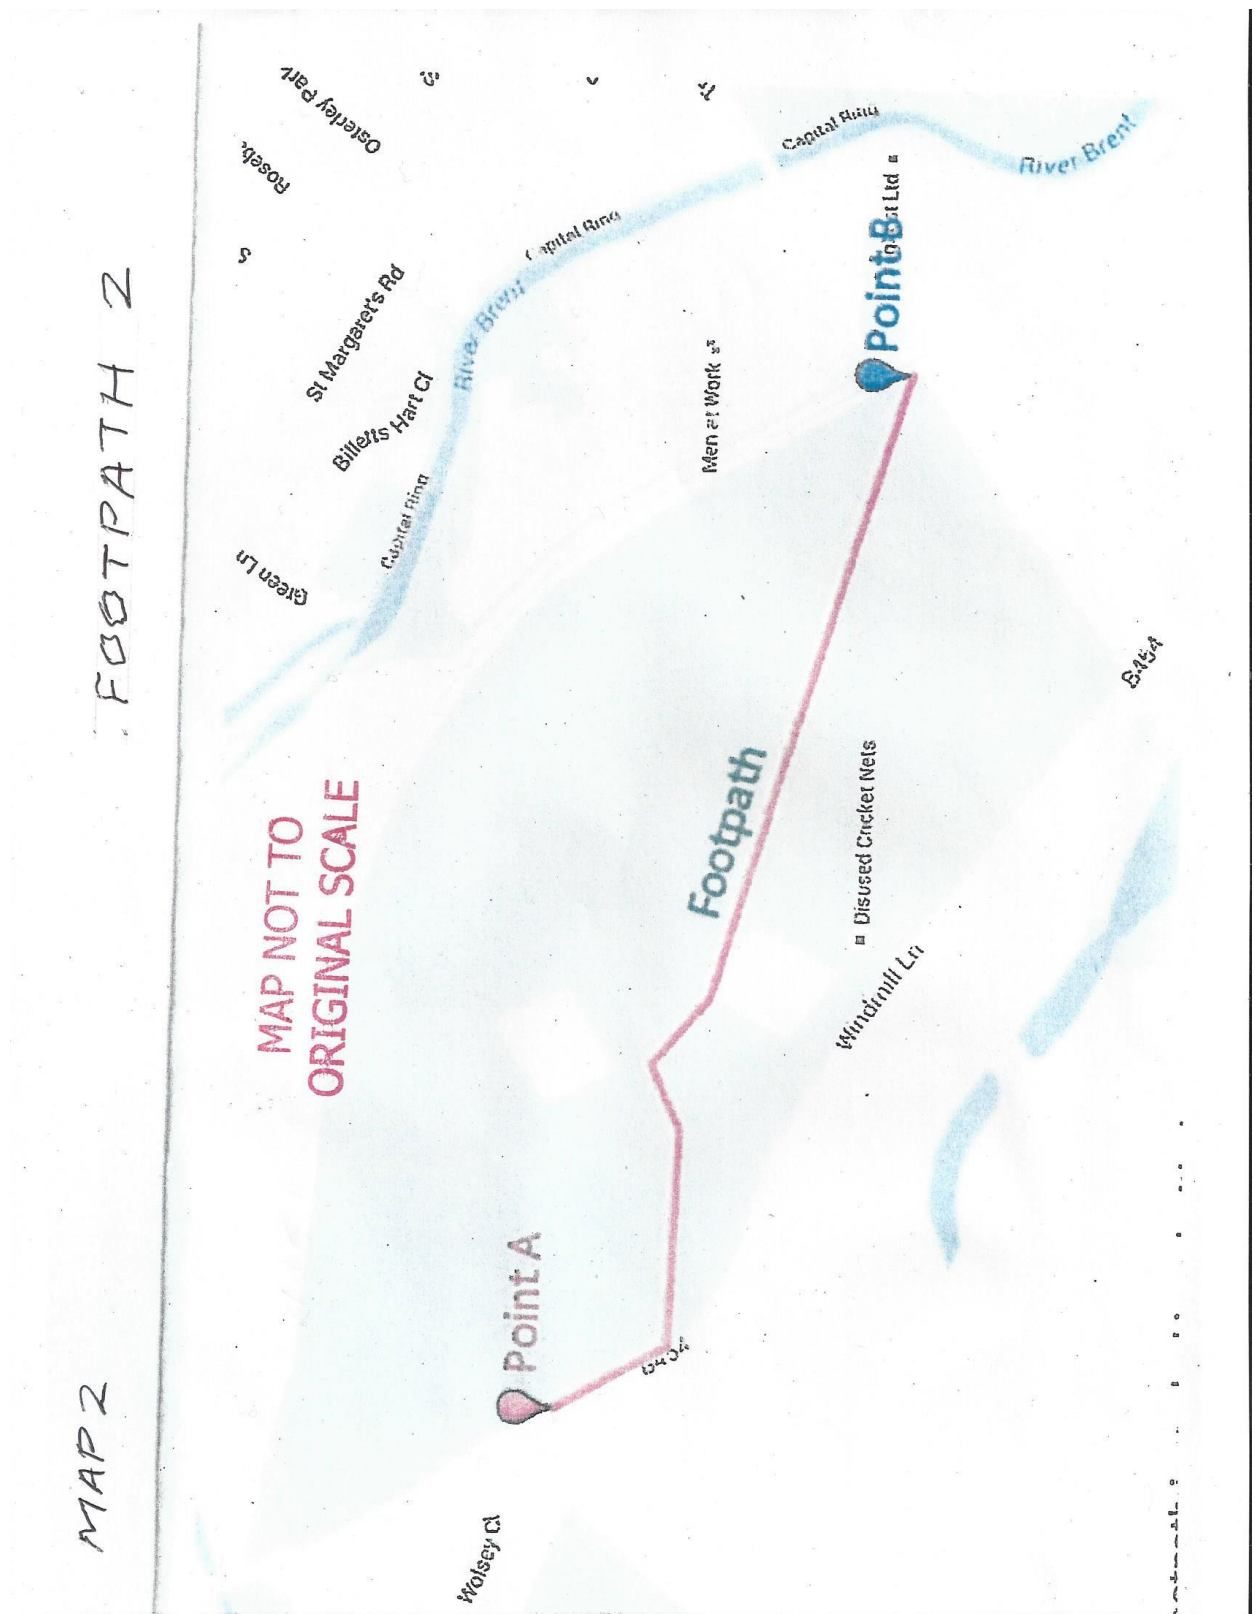 MAP 2
FOOTPATH 2
MAP NOT TO
ORIGINAL SCALE
Osterley Park
St Margaret's Rd
Billetts Hart Cl
Green Ln
Capital Ring
River Brent
Capital Ring
Capital Ring
River Brent
Men at Work
Point B
Ltd
Footpath
Disused Cricket Nets
Windmill Ln
B454
Point A
Wolsey Cl